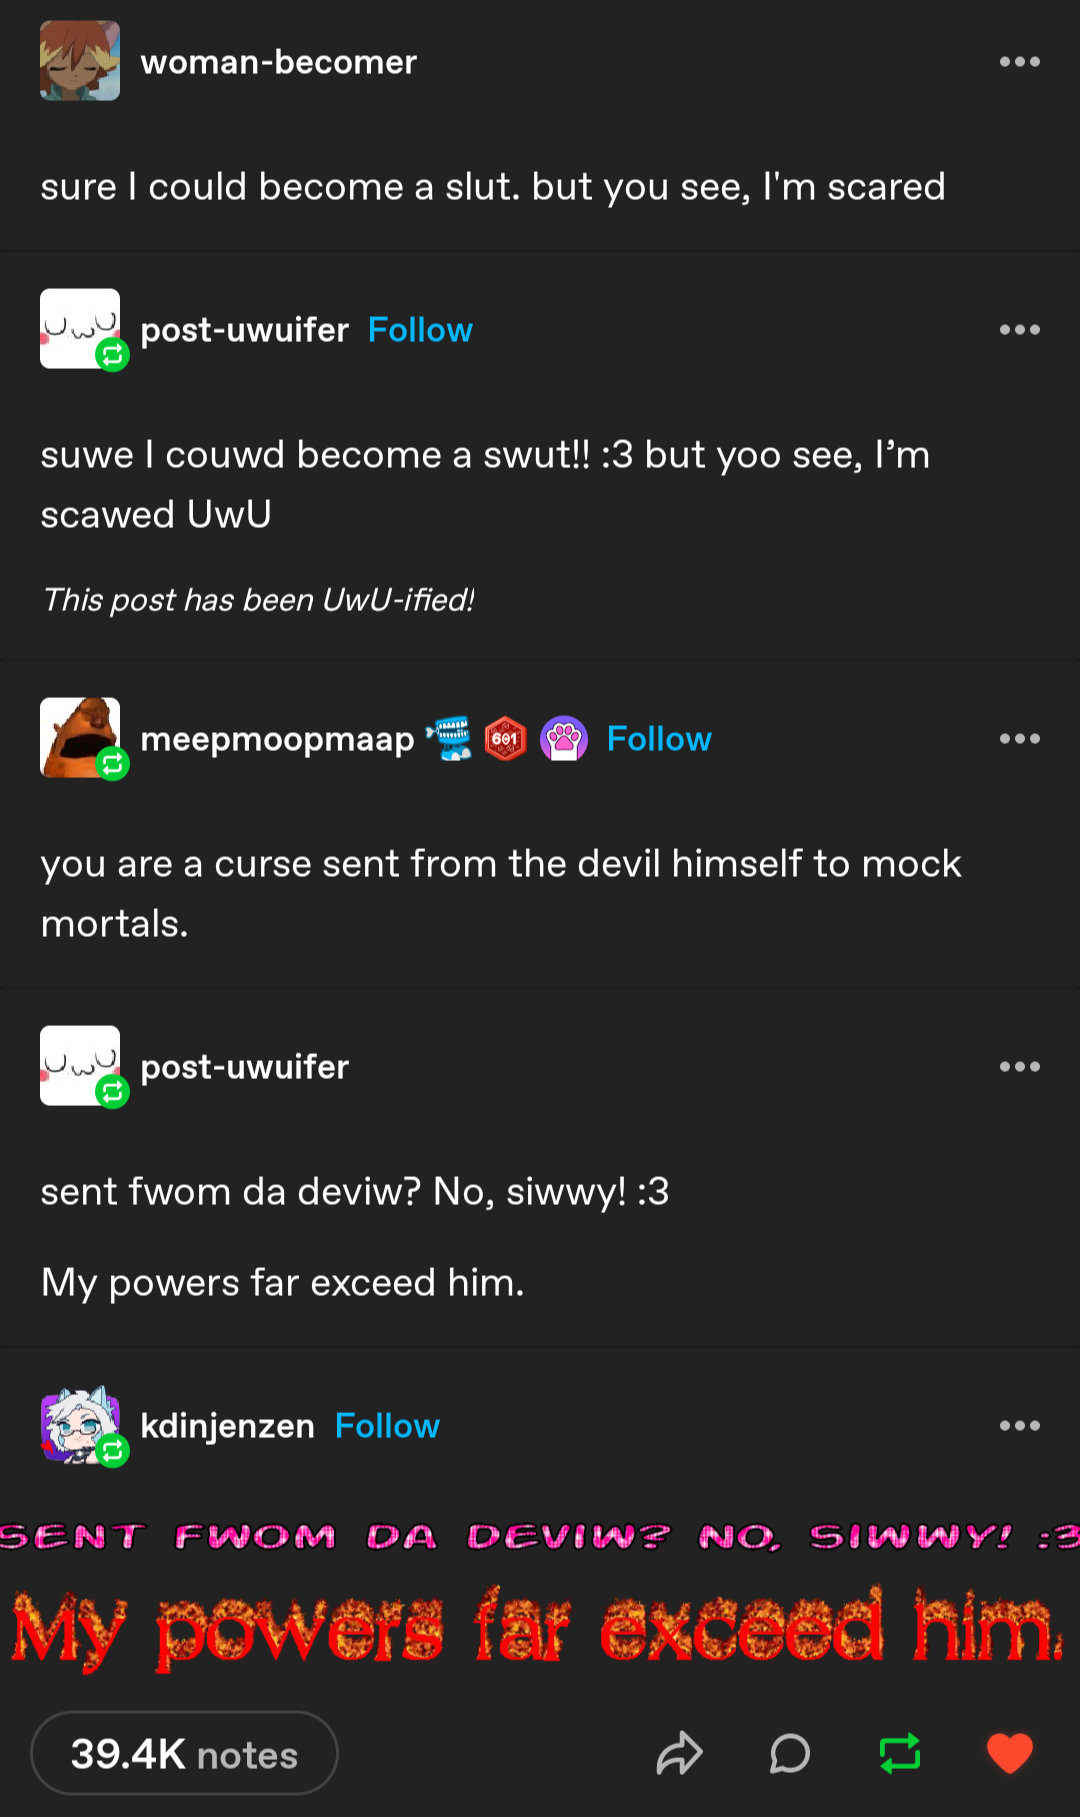 woman-becomer
sure I could become a slut. but you see, I'm scared
UwU
post-uwuifer Follow
suwe I couwd become a swut!! :3 but yoo see, I’m
scawed UwU
This post has been UwU-ified!
meepmoopmaap 601 Follow
you are a curse sent from the devil himself to mock
mortals.
UwU
post-uwuifer
sent fwom da deviw? No, siwwy! :3
My powers far exceed him.
kdinjenzen Follow
SENT FWOM DA DEVIW? NO, SIWWY! :3
My powers far exceed him.
39.4K notes